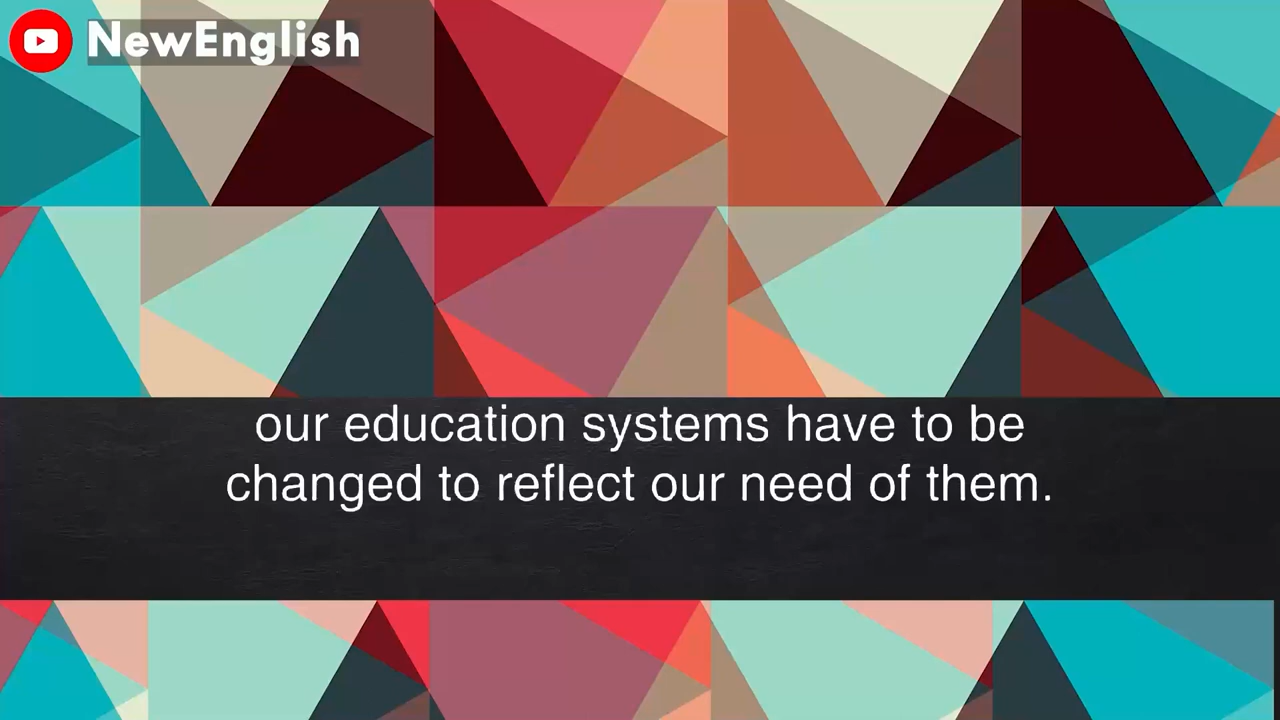 NewEnglish
our education systems have to be
changed to reflect our need of them.